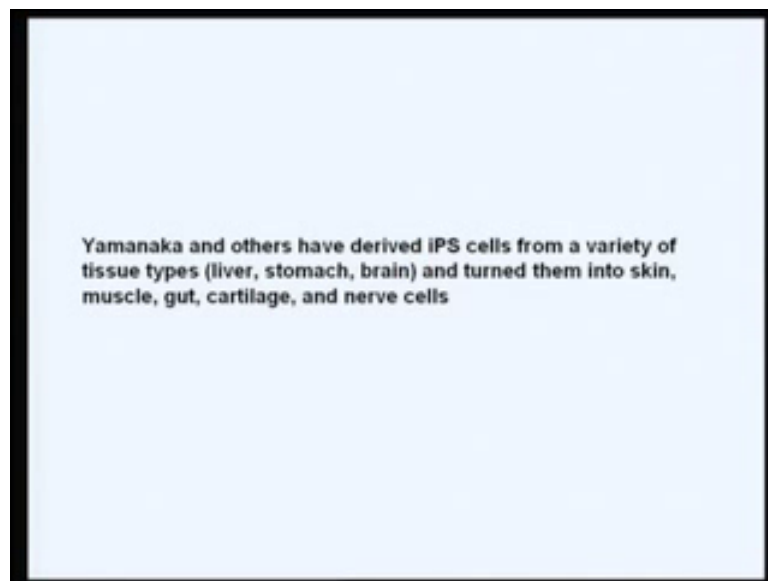 Yamanaka and others have derived iPS cells from a variety of
tissue types (liver, stomach, brain) and turned them into skin,
muscle, gut, cartilage, and nerve cells